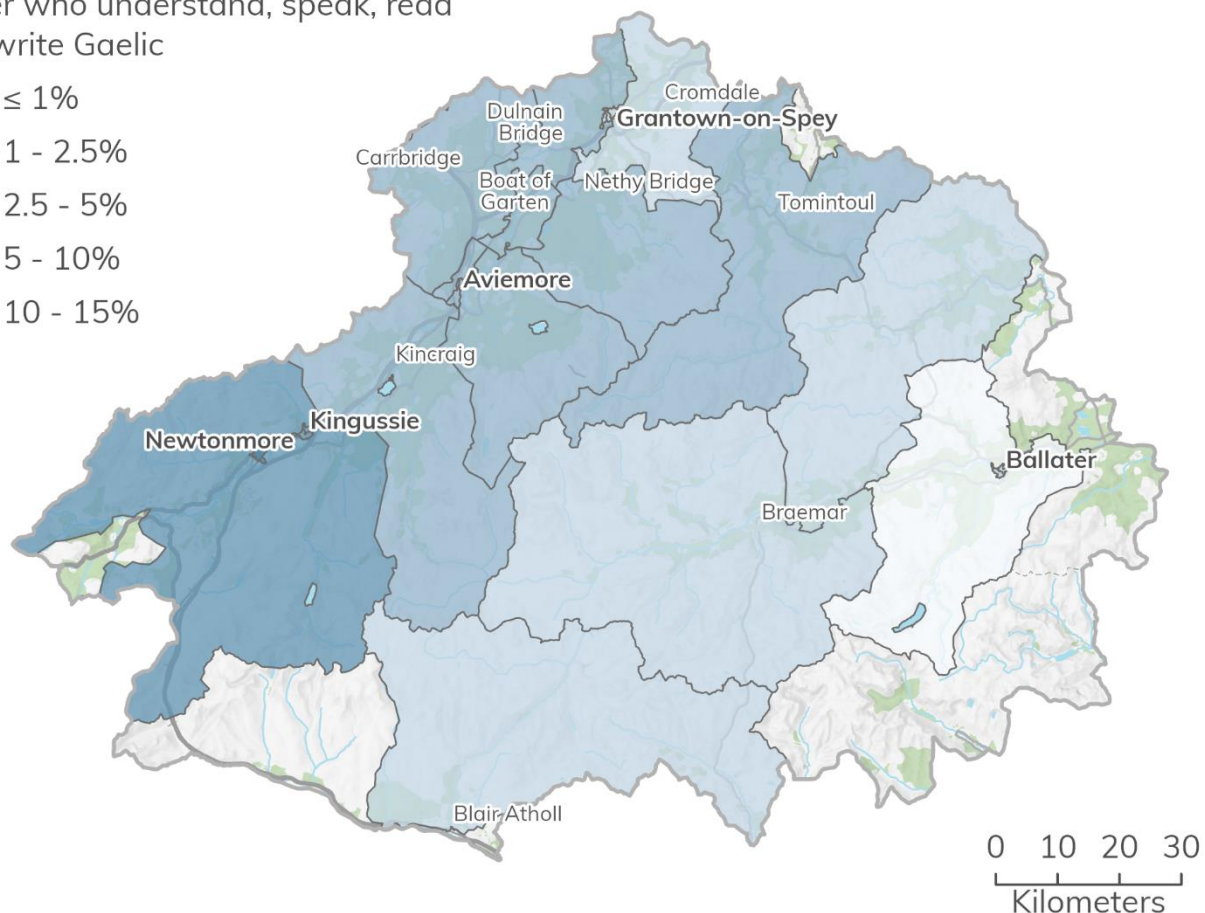 er who understand, speak, read
write Gaelic
≤ 1%
1 - 2.5%
2.5 - 5%
5 - 10%
10 - 15%
Cromdale
Grantown-on-Spey
Dulnain
Bridge
Carrbridge
Boat of
Garten
Nethy Bridge
Tomintoul
Aviemore
Kincraig
Kingussie
Newtonmore
Ballater
Braemar
Blair Atholl
0 10 20 30
Kilometers